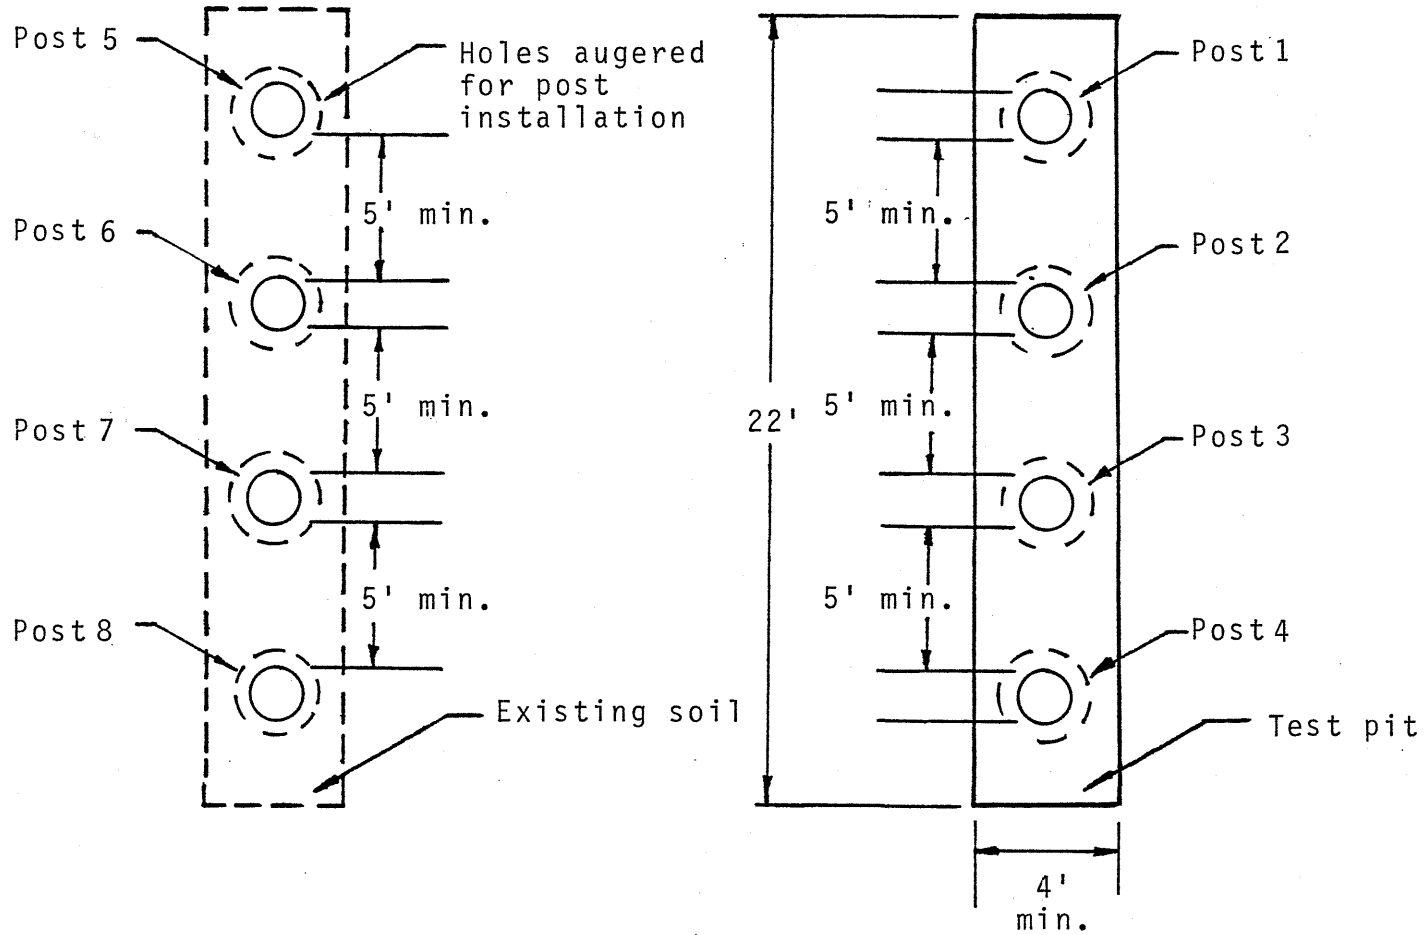 Post 5
Holes augered
for post
installation
5' min.
Post 6
5' min.
Post 7
5' min.
Post 8
Existing soil
Post 1
5' min.
Post 2
22'
5' min.
Post 3
5' min.
Post 4
Test pit
4'
min.